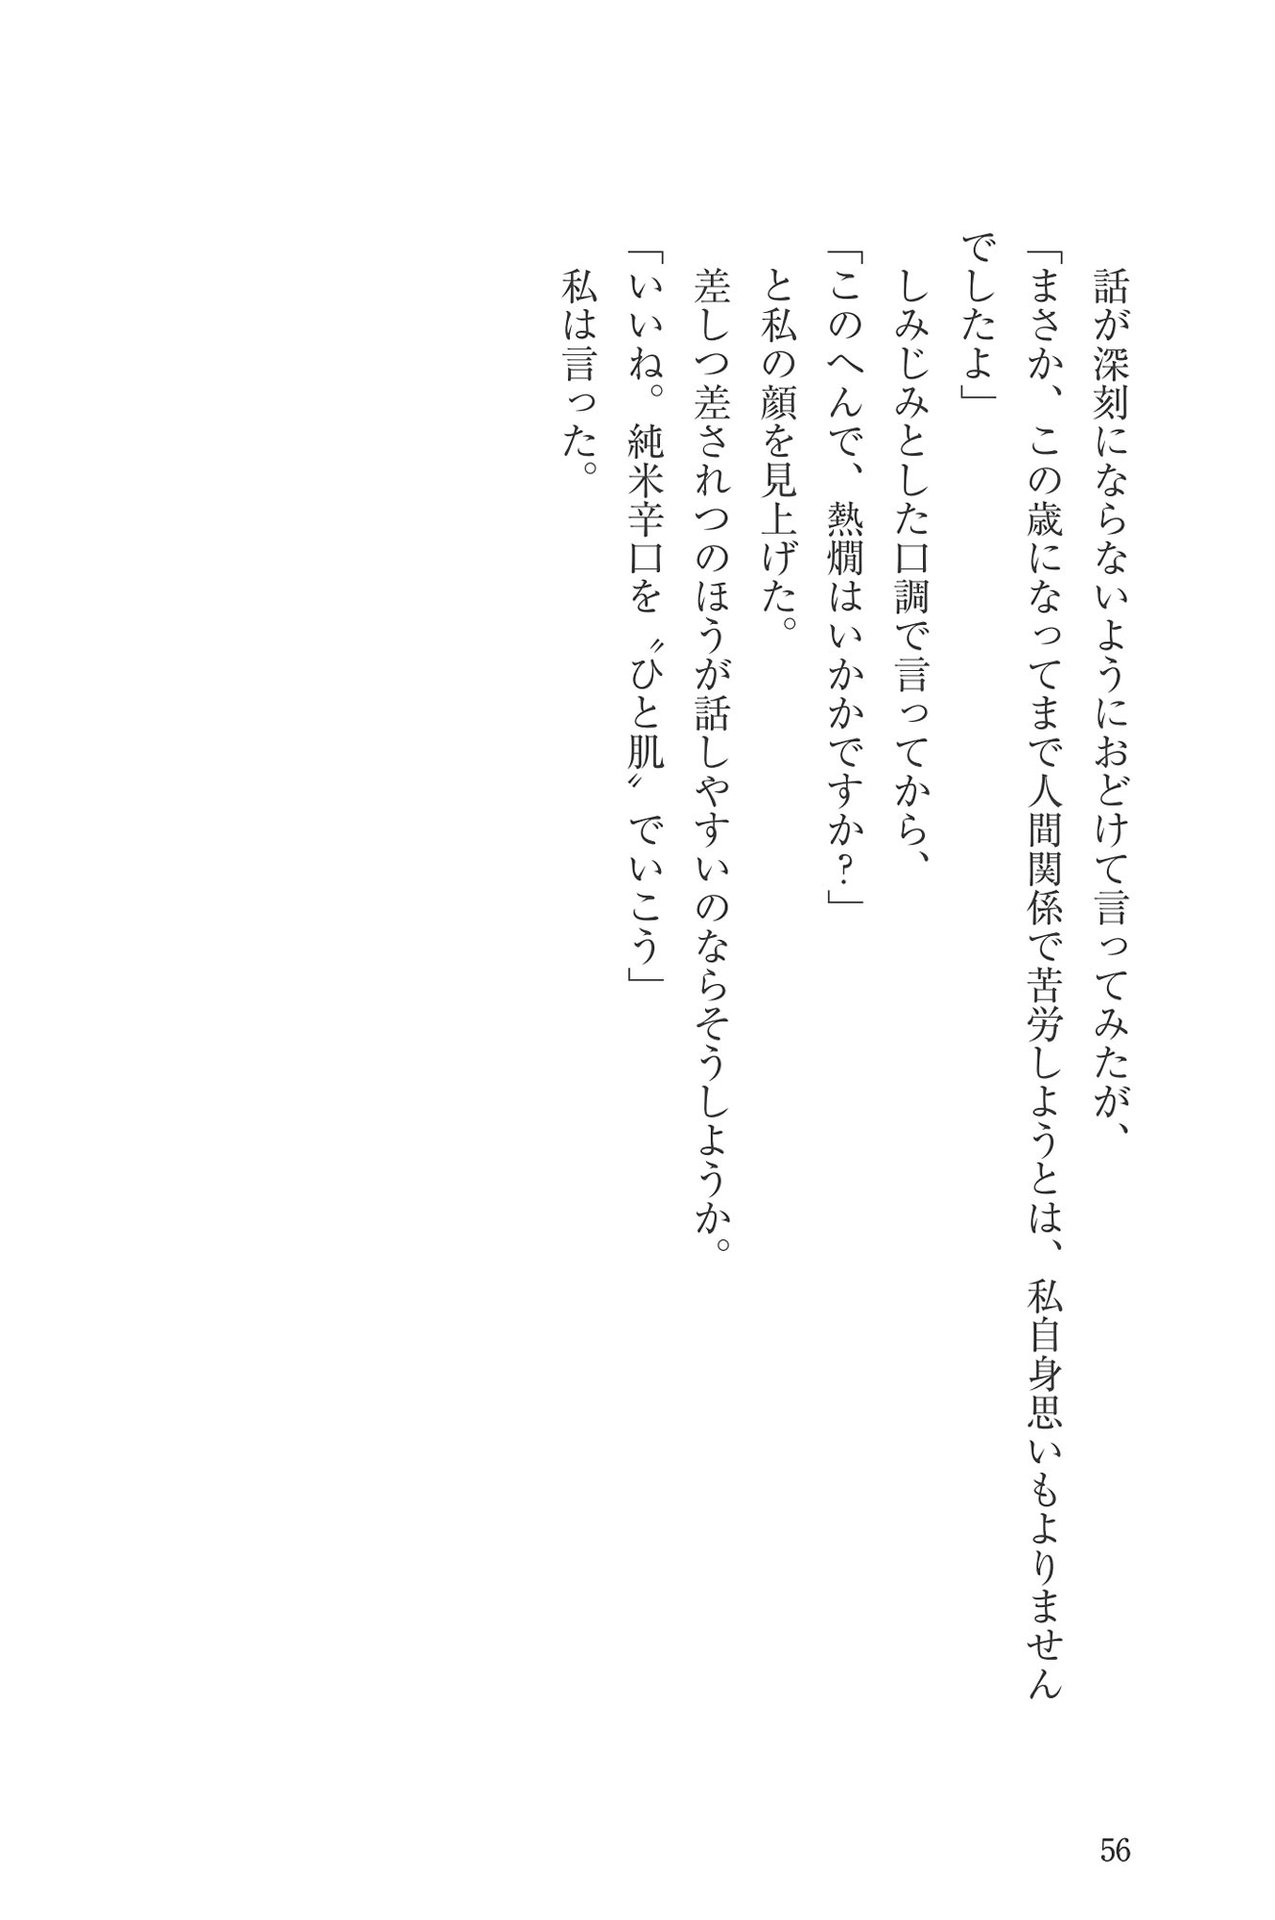 話が深刻にならないようにおどけて言ってみたが、
「まさか、この歳になってまで人間関係で苦労しようとは、私自身思いもよりません
でしたよ」
　しみじみとした口調で言ってから、
「このへんで、熱燗はいかかですか？」
　と私の顔を見上げた。
　差しつ差されつのほうが話しやすいのならそうしようか。
「いいね。純米辛口を〝ひと肌〟でいこう」
　私は言った。
56